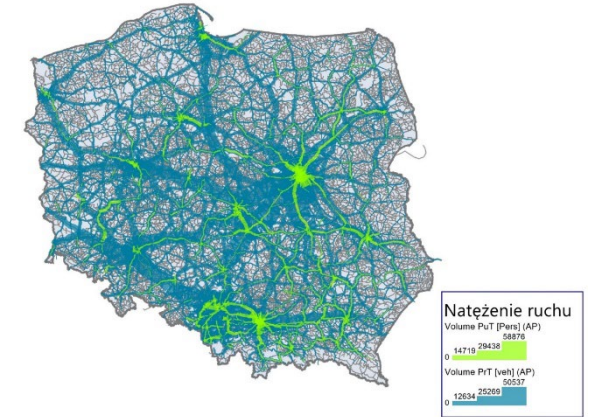 Natężenie ruchu
Volume PuT [Pers] (AP)
0 14719 29438 58876
Volume PrT [veh] (AP)
0 12634 25269 50537